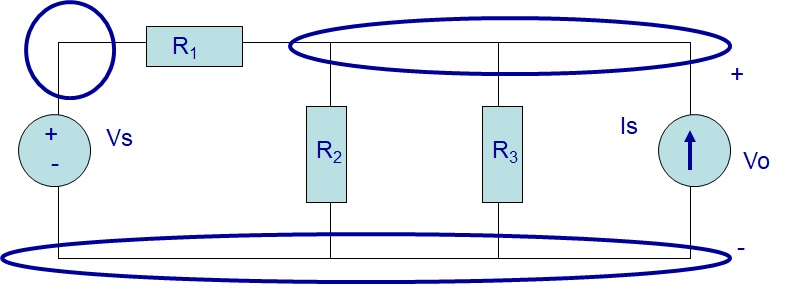 R1
+
Vs
-
R2
R3
Is
+
Vo
-